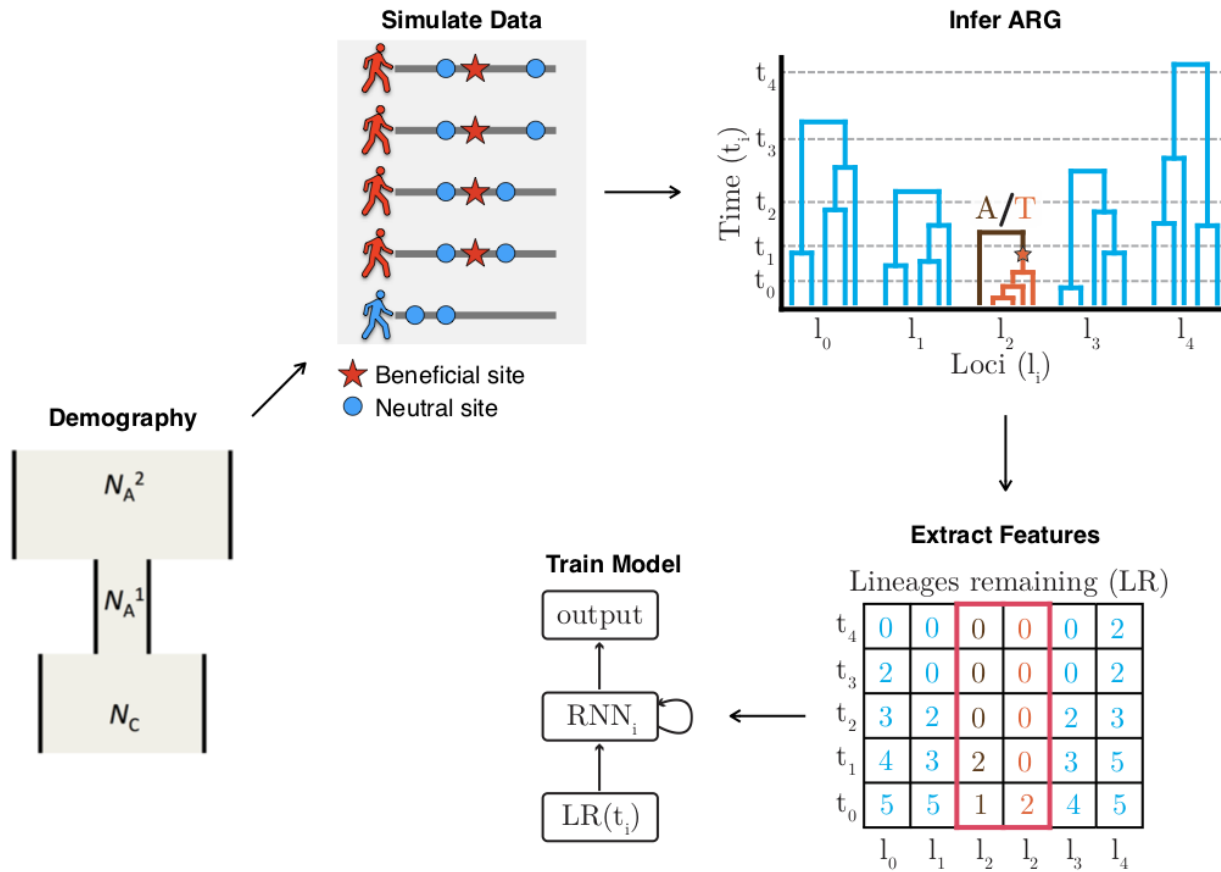 Simulate Data
Beneficial site
Neutral site
Demography
N_A^2
N_A^1
N_C
Infer ARG
Time (t_i)
t_4
t_3
t_2
t_1
t_0
A/T
l_0 l_1 l_2 l_3 l_4
Loci (l_i)
Extract Features
Lineages remaining (LR)
t_4 0 0 0 0 0 2
t_3 2 0 0 0 0 2
t_2 3 2 0 0 2 3
t_1 4 3 2 0 3 5
t_0 5 5 1 2 4 5
l_0 l_1 l_2 l_2 l_3 l_4
Train Model
output
RNN_i
LR(t_i)